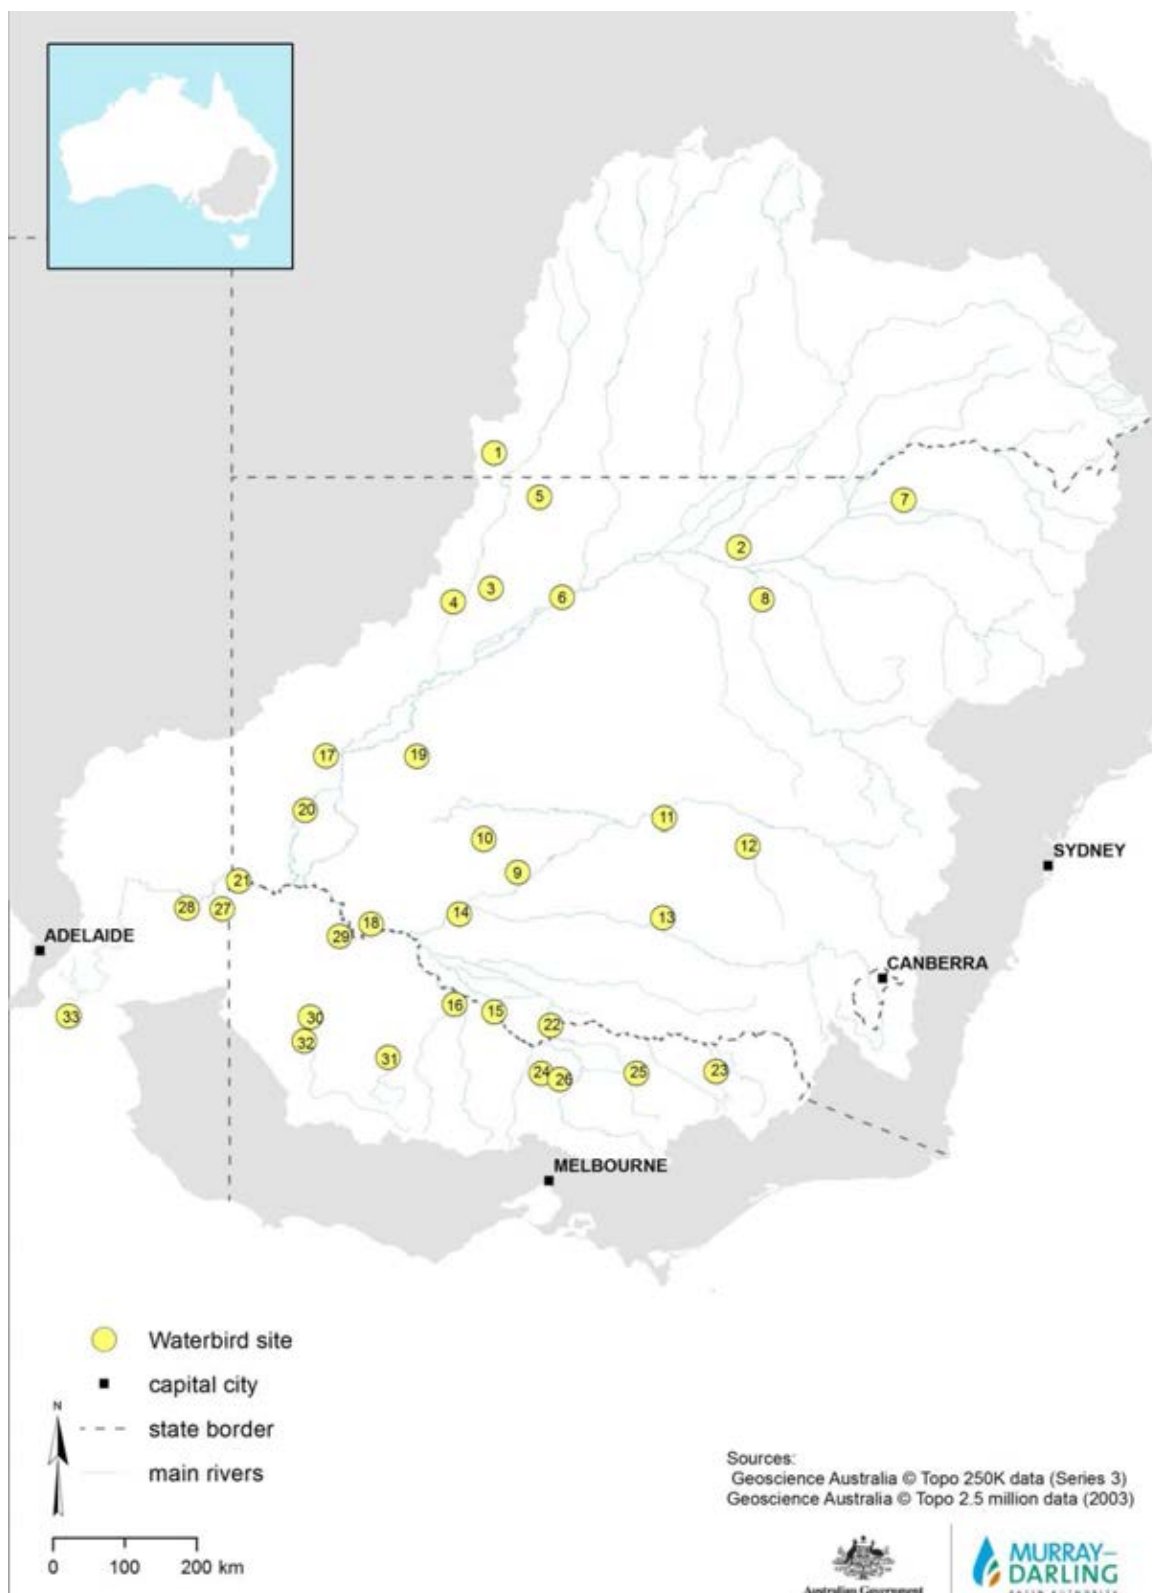 1
5
7
2
3
4
6
8
17
19
20
11
10
12
9
SYDNEY
21
28
27
14
18
13
29
ADELAIDE
CANBERRA
33
30
16
15
22
32
31
24
26
25
23
MELBOURNE
Waterbird site
capital city
N
state border
main rivers
0 100 200 km
Sources:
Geoscience Australia © Topo 250K data (Series 3)
Geoscience Australia © Topo 2.5 million data (2003)
Australian Government
MURRAY–
DARLING